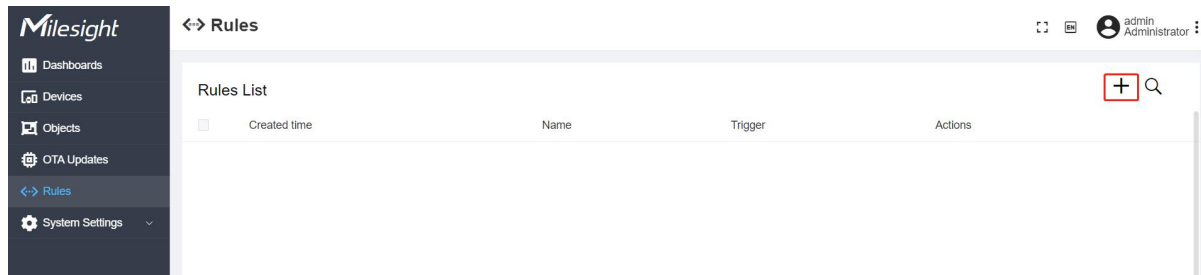 Milesight
Rules
EN
admin
Administrator
Dashboards
Devices
Objects
OTA Updates
Rules
System Settings
Rules List
Created time Name Trigger Actions